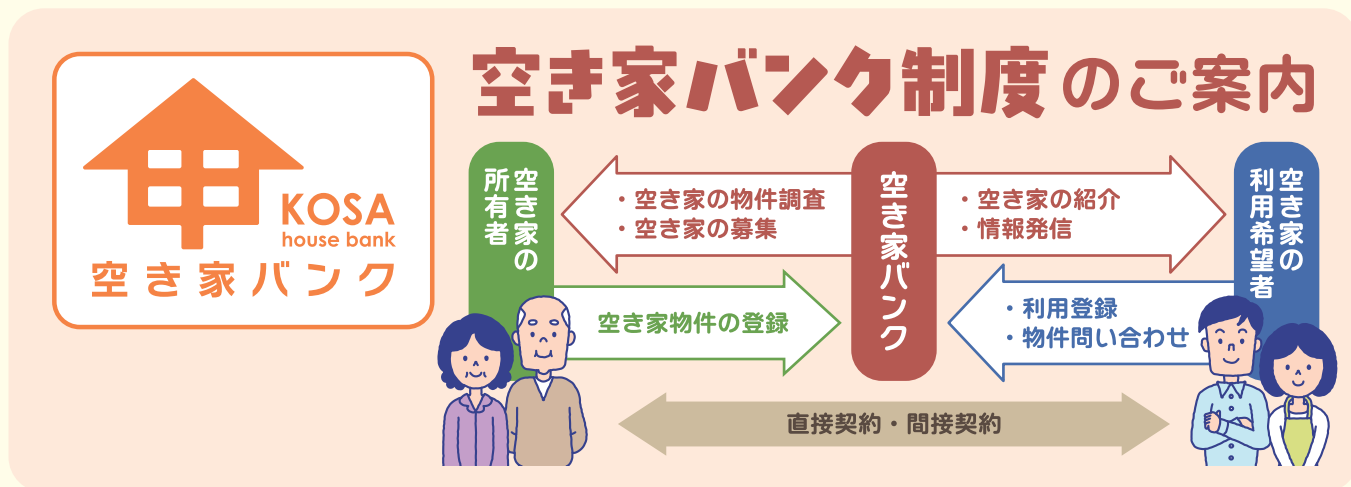 空き家バンク制度のご案内
KOSA
house bank
空き家バンク
空き家の
所有者
・空き家の物件調査
・空き家の募集
空き家物件の登録
空き家バンク
・空き家の紹介
・情報発信
・利用登録
・物件問い合わせ
空き家の
利用希望者
直接契約・間接契約